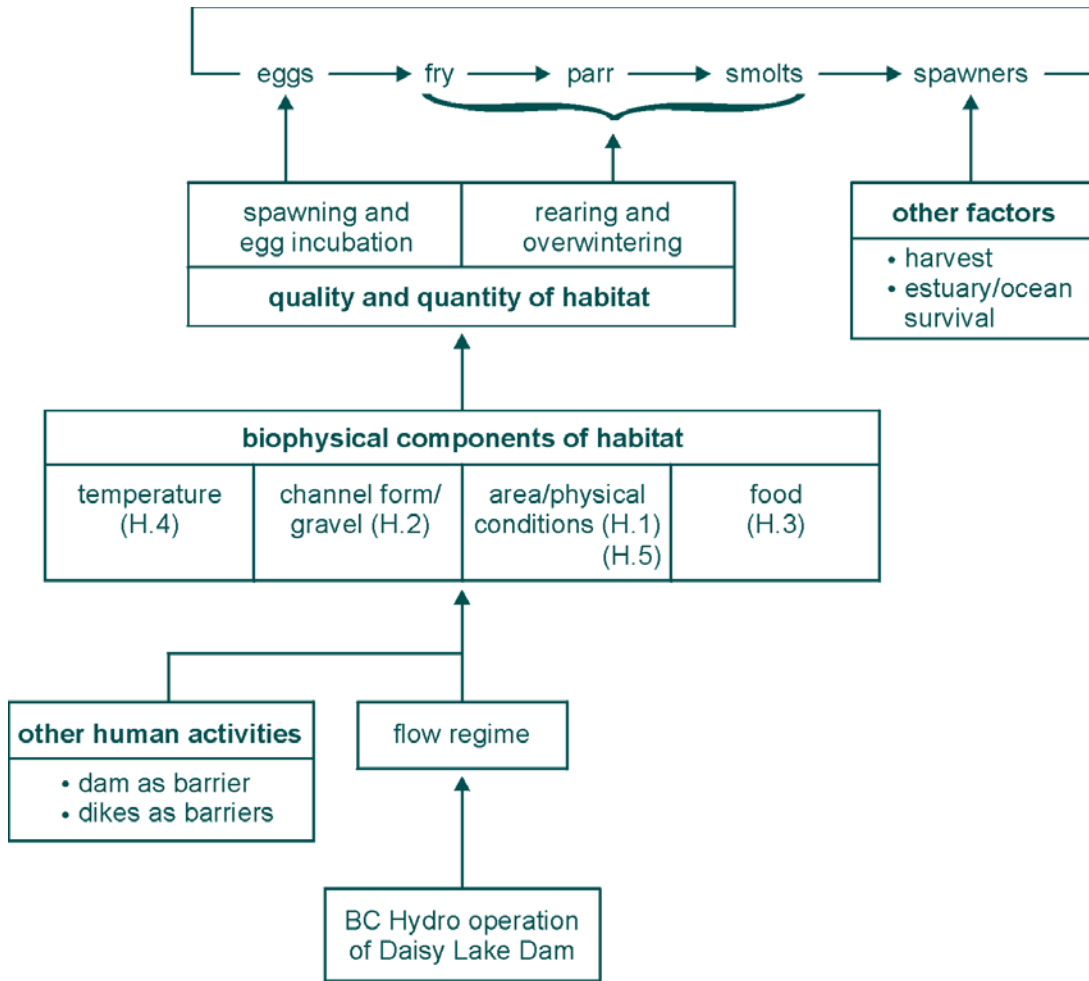 eggs fry parr smolts spawners
spawning and
egg incubation
rearing and
overwintering
quality and quantity of habitat
other factors
• harvest
• estuary/ocean
survival
biophysical components of habitat
temperature
(H.4)
channel form/
gravel (H.2)
area/physical
conditions (H.1)
(H.5)
food
(H.3)
other human activities
• dam as barrier
• dikes as barriers
flow regime
BC Hydro operation
of Daisy Lake Dam